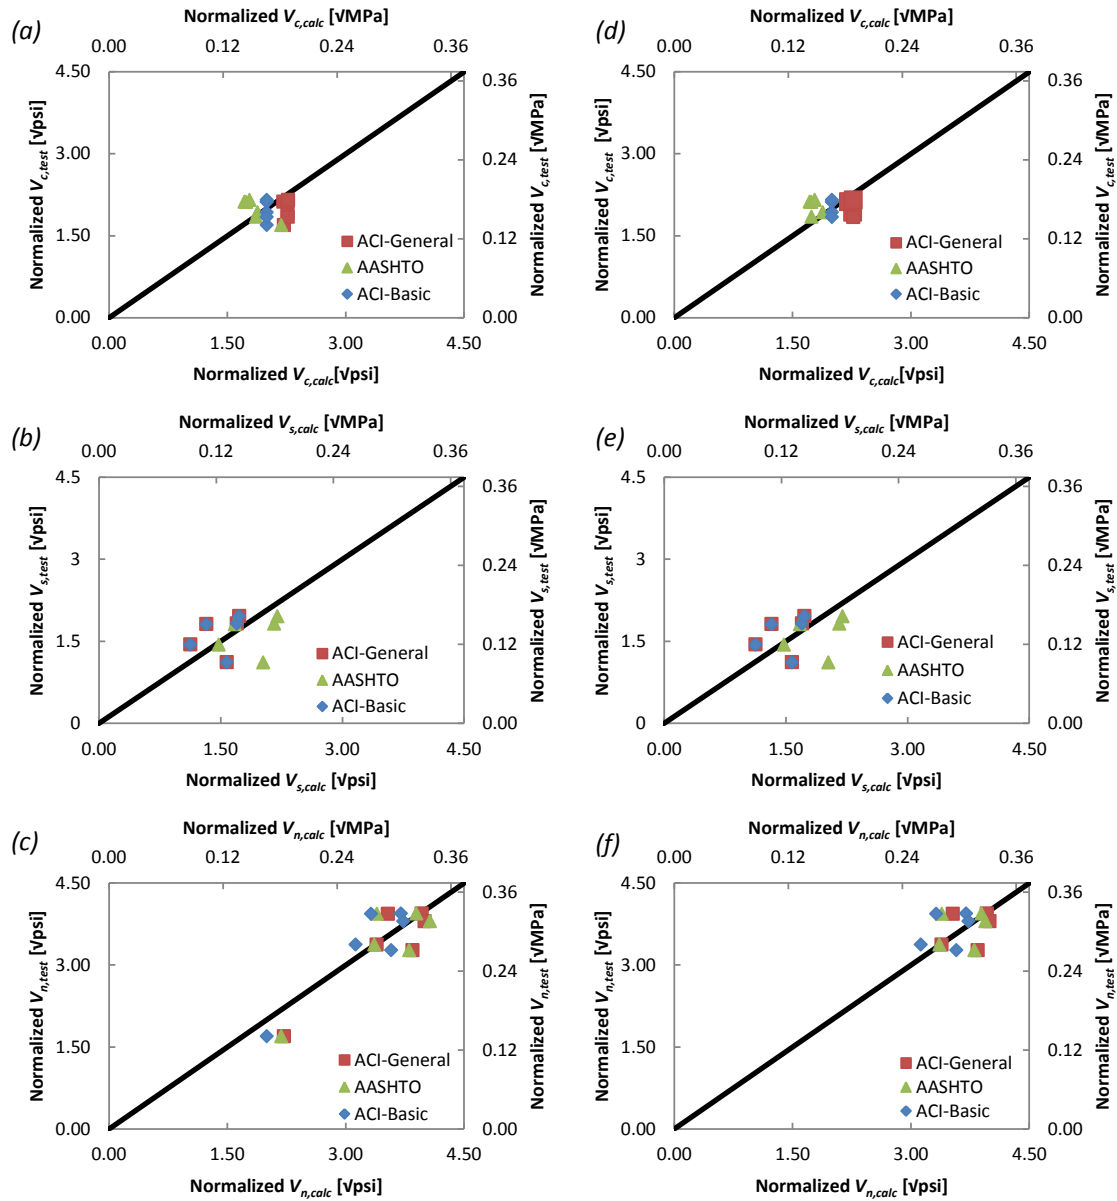 (a)
Normalized Vc,calc [√MPa]
0.00 0.12 0.24 0.36
4.50 3.00 1.50 0.00
Normalized Vc,test [√psi]
0.36 0.24 0.12 0.00
Normalized Vc,test [√MPa]
ACI-General
AASHTO
ACI-Basic
0.00 1.50 3.00 4.50
Normalized Vc,calc[√psi]
(d)
Normalized Vc,calc [√MPa]
0.00 0.12 0.24 0.36
4.50 3.00 1.50 0.00
Normalized Vc,test [√psi]
0.36 0.24 0.12 0.00
Normalized Vc,test [√MPa]
ACI-General
AASHTO
ACI-Basic
0.00 1.50 3.00 4.50
Normalized Vc,calc[√psi]
(b)
Normalized Vs,calc [√MPa]
0.00 0.12 0.24 0.36
4.5 3 1.5 0
Normalized Vs,test [√psi]
0.36 0.24 0.12 0.00
Normalized Vs,test [√MPa]
ACI-General
AASHTO
ACI-Basic
0.00 1.50 3.00 4.50
Normalized Vs,calc [√psi]
(e)
Normalized Vs,calc [√MPa]
0.00 0.12 0.24 0.36
4.5 3 1.5 0
Normalized Vs,test [√psi]
0.36 0.24 0.12 0.00
Normalized Vs,test [√MPa]
ACI-General
AASHTO
ACI-Basic
0.00 1.50 3.00 4.50
Normalized Vs,calc [√psi]
(c)
Normalized Vn,calc [√MPa]
0.00 0.12 0.24 0.36
4.50 3.00 1.50 0.00
Normalized Vn,test [√psi]
0.36 0.24 0.12 0.00
Normalized Vn,test [√MPa]
ACI-General
AASHTO
ACI-Basic
0.00 1.50 3.00 4.50
Normalized Vn,calc [√psi]
(f)
Normalized Vn,calc [√MPa]
0.00 0.12 0.24 0.36
4.50 3.00 1.50 0.00
Normalized Vn,test [√psi]
0.36 0.24 0.12 0.00
Normalized Vn,test [√MPa]
ACI-General
AASHTO
ACI-Basic
0.00 1.50 3.00 4.50
Normalized Vn,calc [√psi]